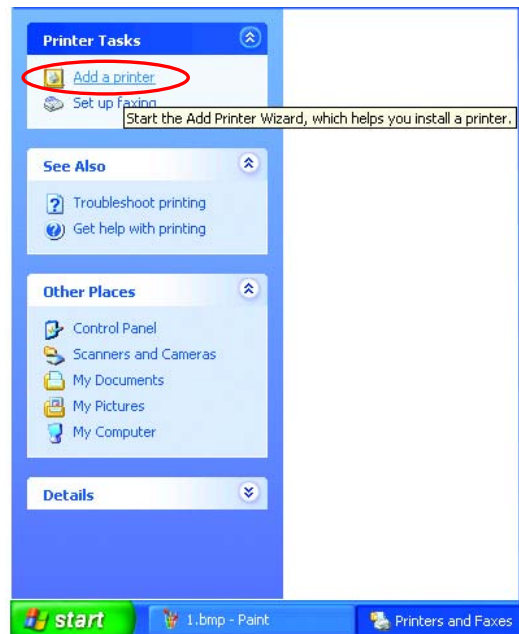 Printer Tasks
Add a printer
Set up faxing
Start the Add Printer Wizard, which helps you install a printer.
See Also
Troubleshoot printing
Get help with printing
Other Places
Control Panel
Scanners and Cameras
My Documents
My Pictures
My Computer
Details
start
1.bmp - Paint
Printers and Faxes